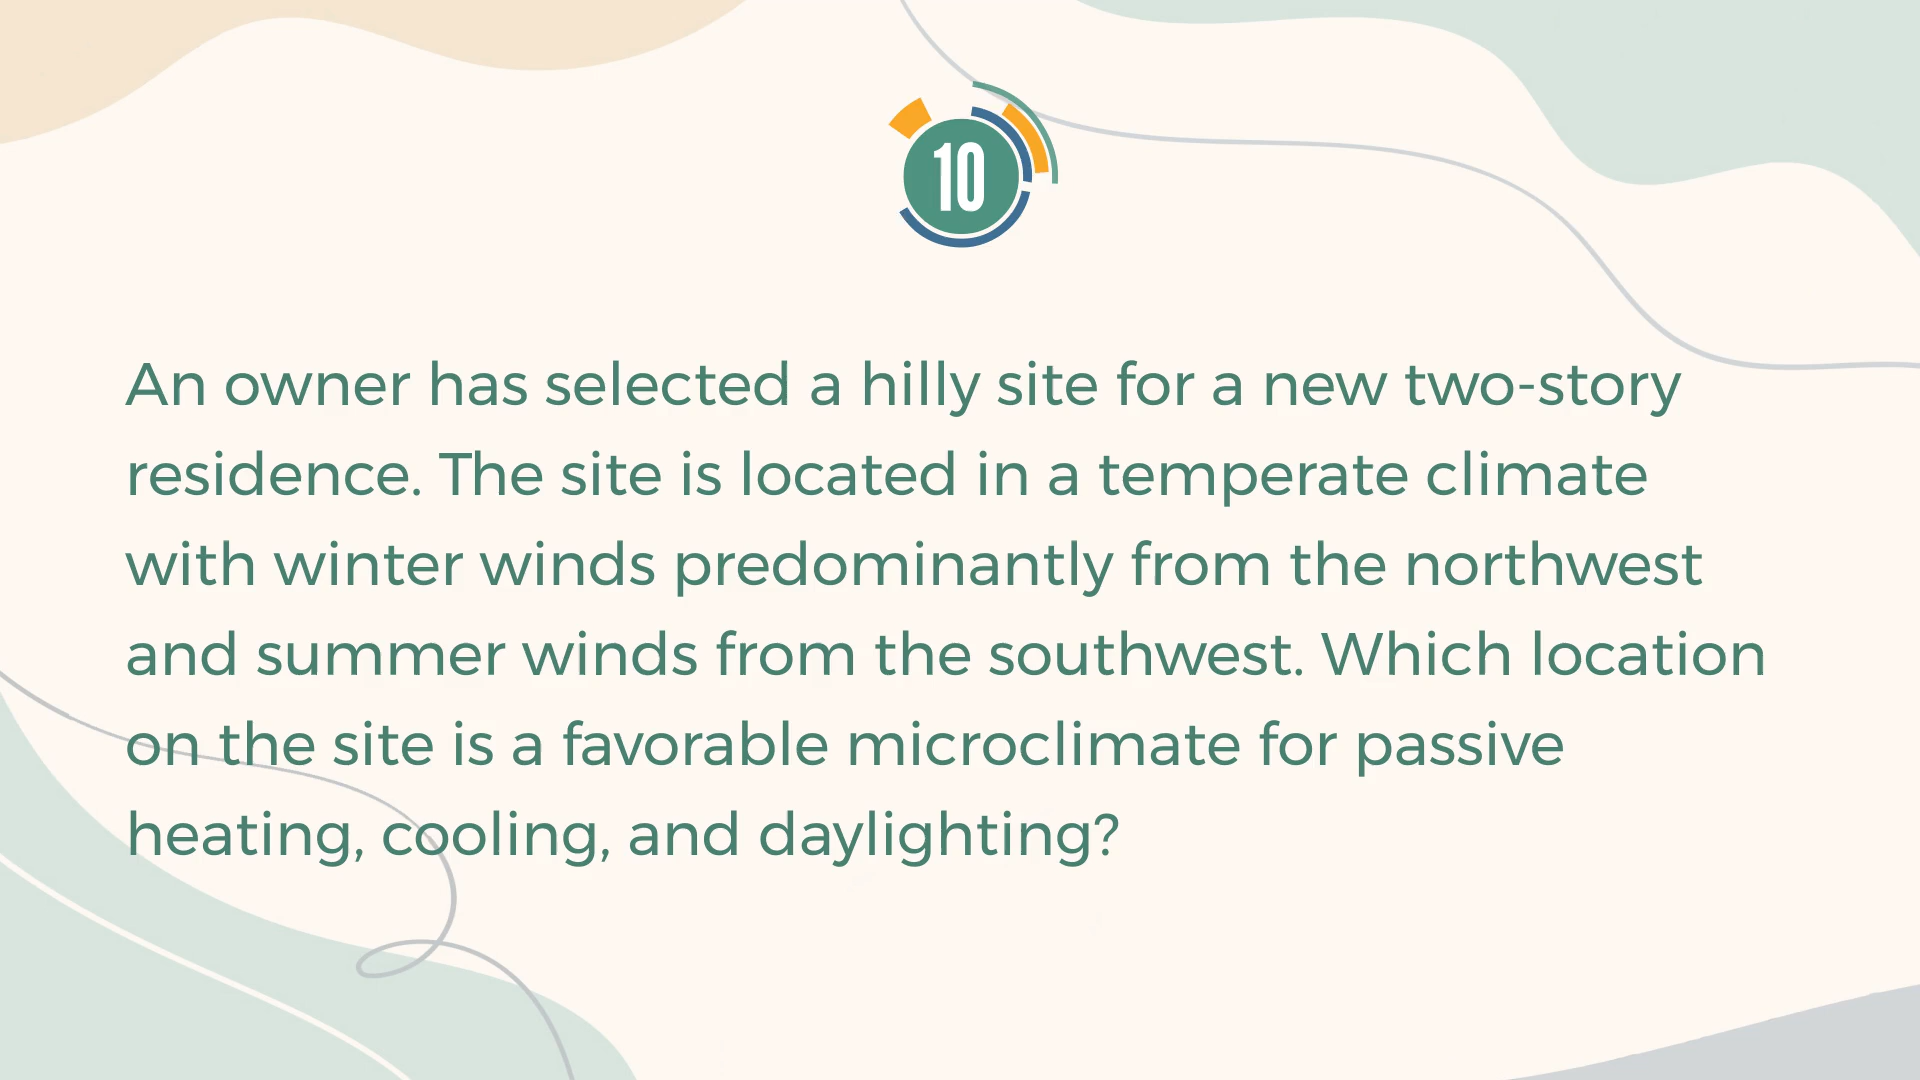 10
An owner has selected a hilly site for a new two-story
residence. The site is located in a temperate climate
with winter winds predominantly from the northwest
and summer winds from the southwest. Which location
on the site is a favorable microclimate for passive
heating, cooling, and daylighting?